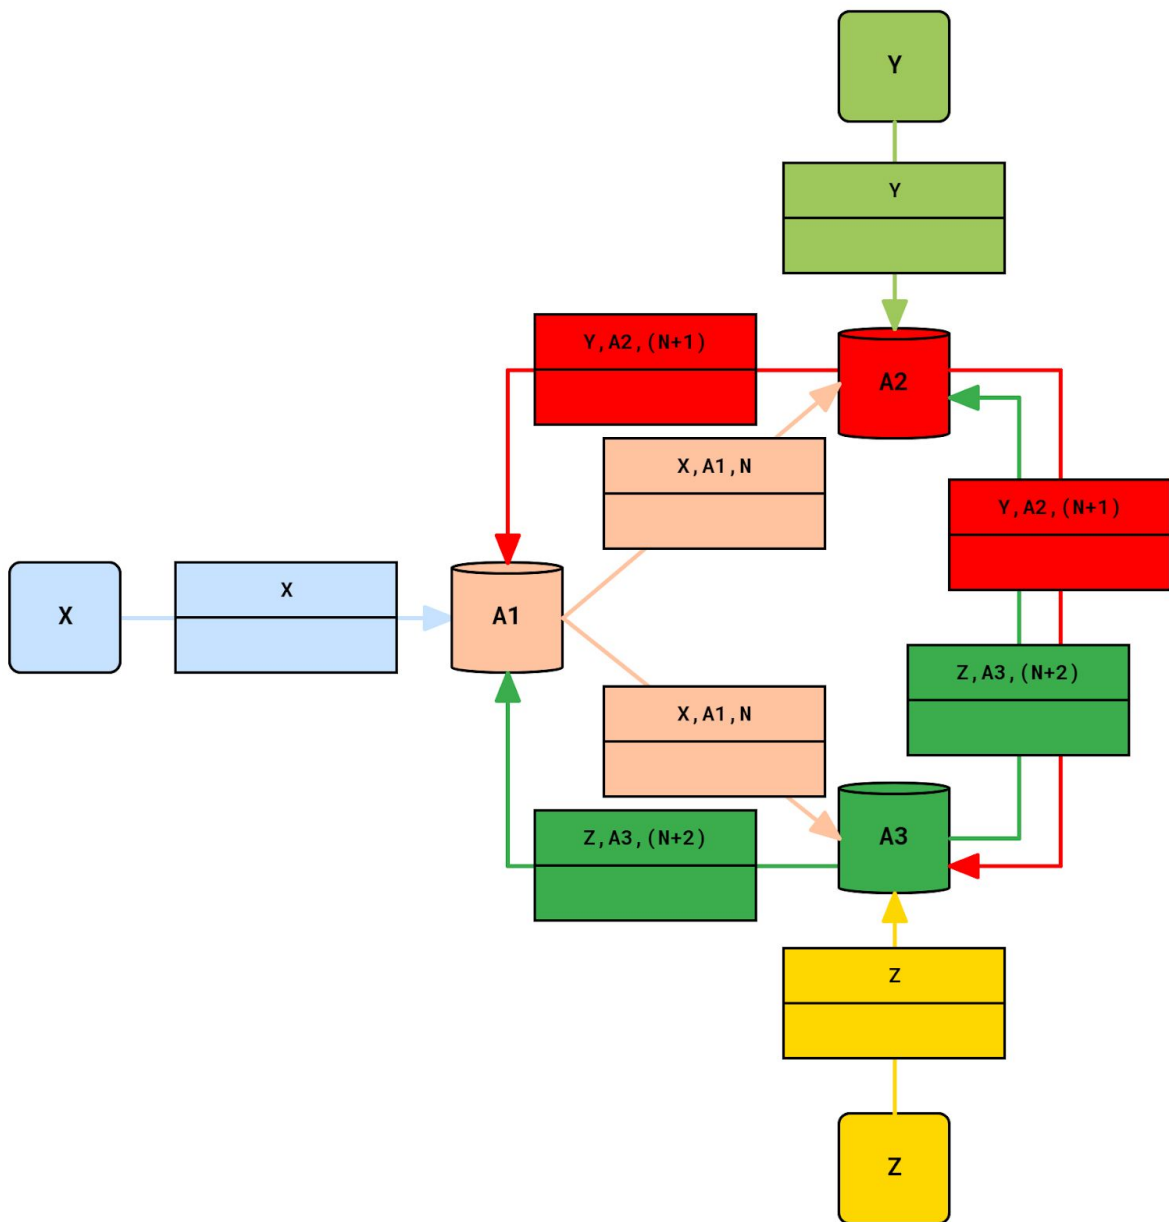 Y
Y
Y,A2,(N+1)
A2
X,A1,N
Y,A2,(N+1)
X
X
A1
Z,A3,(N+2)
X,A1,N
Z,A3,(N+2)
A3
Z
Z